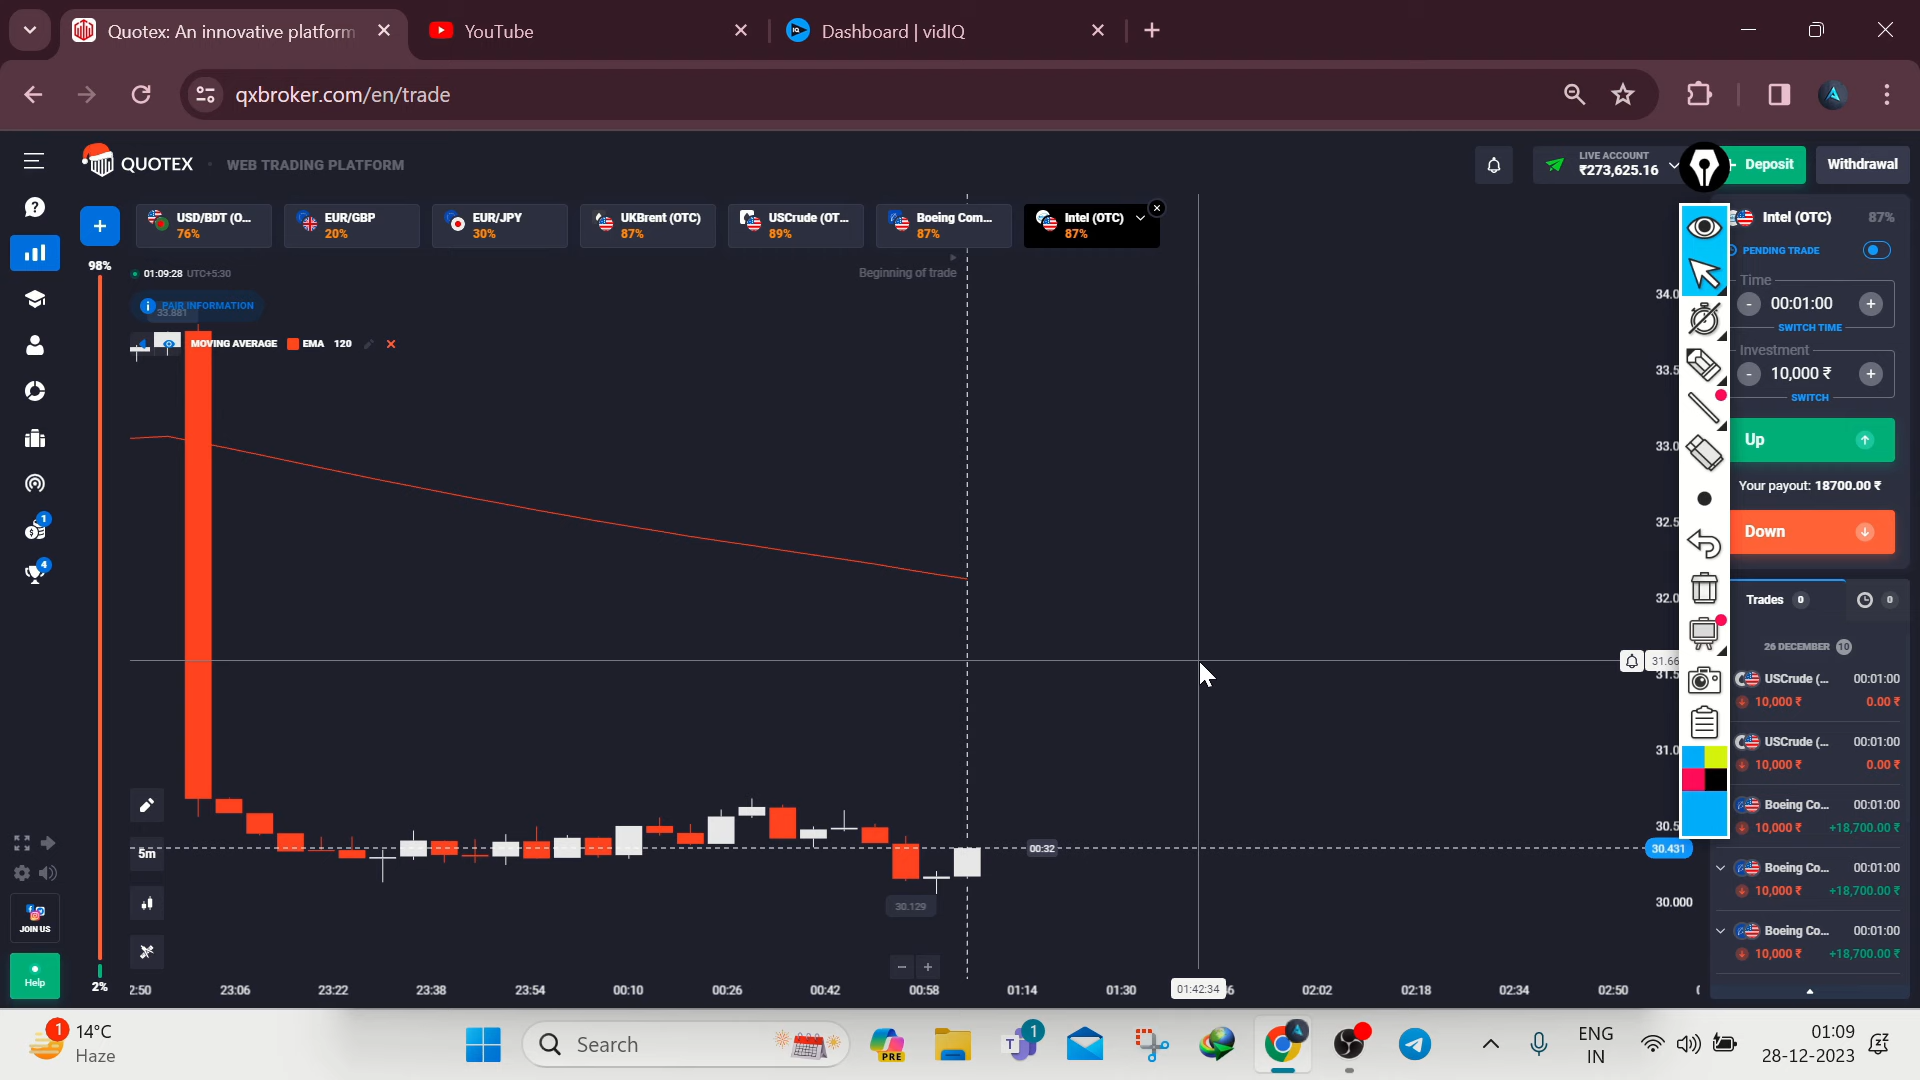 Quotex: An innovative platform
YouTube
Dashboard | vidIQ
qxbroker.com/en/trade
QUOTEX
WEB TRADING PLATFORM
LIVE ACCOUNT
₹273,625.16
Deposit
Withdrawal
USD/BDT (O...
76%
EUR/GBP
20%
EUR/JPY
30%
UKBrent (OTC)
87%
USCrude (OT...
89%
Boeing Com...
87%
Intel (OTC)
87%
98%
01:09:28 UTC+5:30
Beginning of trade
PAIR INFORMATION
33.881
MOVING AVERAGE
EMA 120
Intel (OTC)
87%
PENDING TRADE
Time
00:01:00
SWITCH TIME
Investment
10,000 ₹
SWITCH
Up
Your payout: 18700.00 ₹
Down
Trades 0
0
26 DECEMBER 10
USCrude (... 00:01:00
10,000 ₹ 0.00 ₹
USCrude (... 00:01:00
10,000 ₹ 0.00 ₹
Boeing Co... 00:01:00
10,000 ₹ +18,700.00 ₹
Boeing Co... 00:01:00
10,000 ₹ +18,700.00 ₹
Boeing Co... 00:01:00
10,000 ₹ +18,700.00 ₹
34.0
33.5
33.0
32.5
32.0
31.66
31.5
31.0
30.5
30.431
30.000
1
4
5m
00:32
30.129
JOIN US
Help
2%
2:50 23:06 23:22 23:38 23:54 00:10 00:26 00:42 00:58 01:14 01:30 01:42:34 02:02 02:18 02:34 02:50
1
14°C
Haze
Search
PRE
1
ENG
IN
01:09
28-12-2023